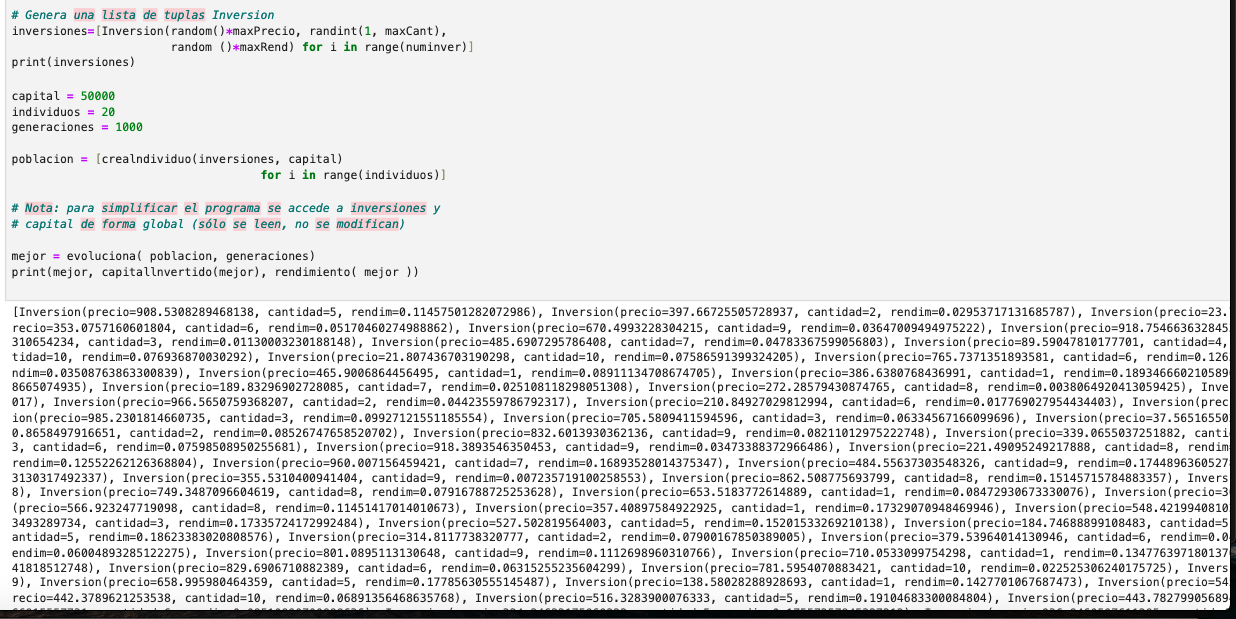 # Genera una lista de tuplas Inversion
inversiones=[Inversion(random()*maxPrecio, randint(1, maxCant),
random ()*maxRend) for i in range(numinver)]
print(inversiones)
capital = 50000
individuos = 20
generaciones = 1000
poblacion = [crealndividuo(inversiones, capital)
for i in range(individuos)]
# Nota: para simplificar el programa se accede a inversiones y
# capital de forma global (sólo se leen, no se modifican)
mejor = evoluciona( poblacion, generaciones)
print(mejor, capitallnvertido(mejor), rendimiento( mejor ))
[Inversion(precio=908.5308289468138, cantidad=5, rendim=0.11457501282072986), Inversion(precio=397.66725505728937, cantidad=2, rendim=0.02953717131685787), Inversion(precio=23.
recio=353.0757160601804, cantidad=6, rendim=0.05170460274988862), Inversion(precio=670.4993228304215, cantidad=9, rendim=0.03647009494975222), Inversion(precio=918.754663632845
310654234, cantidad=3, rendim=0.01130003230188148), Inversion(precio=485.6907295786408, cantidad=7, rendim=0.04783367599056803), Inversion(precio=89.59047810177701, cantidad=4,
tidad=10, rendim=0.076936870030292), Inversion(precio=21.807436703190298, cantidad=10, rendim=0.07586591399324205), Inversion(precio=765.7371351893581, cantidad=6, rendim=0.126
ndim=0.03508763863300839), Inversion(precio=465.9006864456495, cantidad=1, rendim=0.08911134708674705), Inversion(precio=386.6380768436991, cantidad=1, rendim=0.189346660210589
8665074935), Inversion(precio=189.83296902728085, cantidad=7, rendim=0.025108118298051308), Inversion(precio=272.28579430874765, cantidad=8, rendim=0.0038064920413059425), Inve
017), Inversion(precio=966.5650759368207, cantidad=2, rendim=0.04423559786792317), Inversion(precio=210.84927029812994, cantidad=6, rendim=0.017769027954434403), Inversion(prec
ion(precio=985.2301814660735, cantidad=3, rendim=0.09927121551185554), Inversion(precio=705.5809411594596, cantidad=3, rendim=0.06334567166099696), Inversion(precio=37.56516550
0.8658497916651, cantidad=2, rendim=0.08526747658520702), Inversion(precio=832.6013930362136, cantidad=9, rendim=0.08211012975222748), Inversion(precio=339.0655037251882, canti
3, cantidad=6, rendim=0.07598508950255681), Inversion(precio=918.3893546350453, cantidad=9, rendim=0.03473388372966486), Inversion(precio=221.49095249217888, cantidad=8, rendim=
rendim=0.12552262126368804), Inversion(precio=960.007156459421, cantidad=7, rendim=0.16893528014375347), Inversion(precio=484.55637303548326, cantidad=9, rendim=0.1744896360527
3130317492337), Inversion(precio=355.5310400941404, cantidad=9, rendim=0.007235719100258553), Inversion(precio=862.508775693799, cantidad=8, rendim=0.15145715784883357), Invers
8), Inversion(precio=749.3487096604619, cantidad=8, rendim=0.07916788725253628), Inversion(precio=653.5183772614889, cantidad=1, rendim=0.08472930673330076), Inversion(precio=3
(precio=566.923247719098, cantidad=8, rendim=0.11451417014010673), Inversion(precio=357.40897584922925, cantidad=1, rendim=0.17329070948469946), Inversion(precio=548.4219940810
3493289734, cantidad=3, rendim=0.17335724172992484), Inversion(precio=527.502819564003, cantidad=5, rendim=0.15201533269210138), Inversion(precio=184.74688899108483, cantidad=5
antidad=5, rendim=0.18623383020808576), Inversion(precio=314.8117738320777, cantidad=2, rendim=0.07900167850389005), Inversion(precio=379.53964014130946, cantidad=6, rendim=0.0
endim=0.06004893285122275), Inversion(precio=801.0895113130648, cantidad=9, rendim=0.1112698960310766), Inversion(precio=710.0533099754298, cantidad=1, rendim=0.1347763971801370
41818512748), Inversion(precio=829.6906710882389, cantidad=6, rendim=0.06315255235604299), Inversion(precio=781.5954070883421, cantidad=10, rendim=0.022525306240175725), Invers
9), Inversion(precio=658.995980464359, cantidad=5, rendim=0.17785630555145487), Inversion(precio=138.58028288928693, cantidad=1, rendim=0.1427701067687473), Inversion(precio=54
recio=442.3789621253538, cantidad=10, rendim=0.06891356468635768), Inversion(precio=516.3283900076333, cantidad=5, rendim=0.19104683300084804), Inversion(precio=443.7827990568